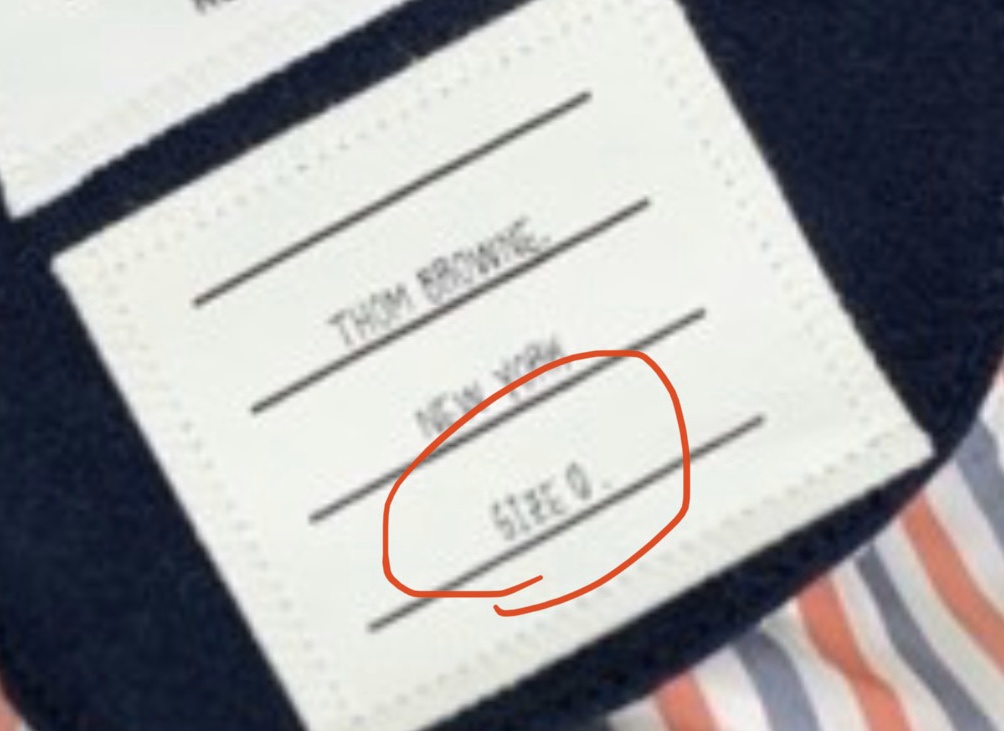 THOM BROWNE.
NEW YORK
SIZE 0.